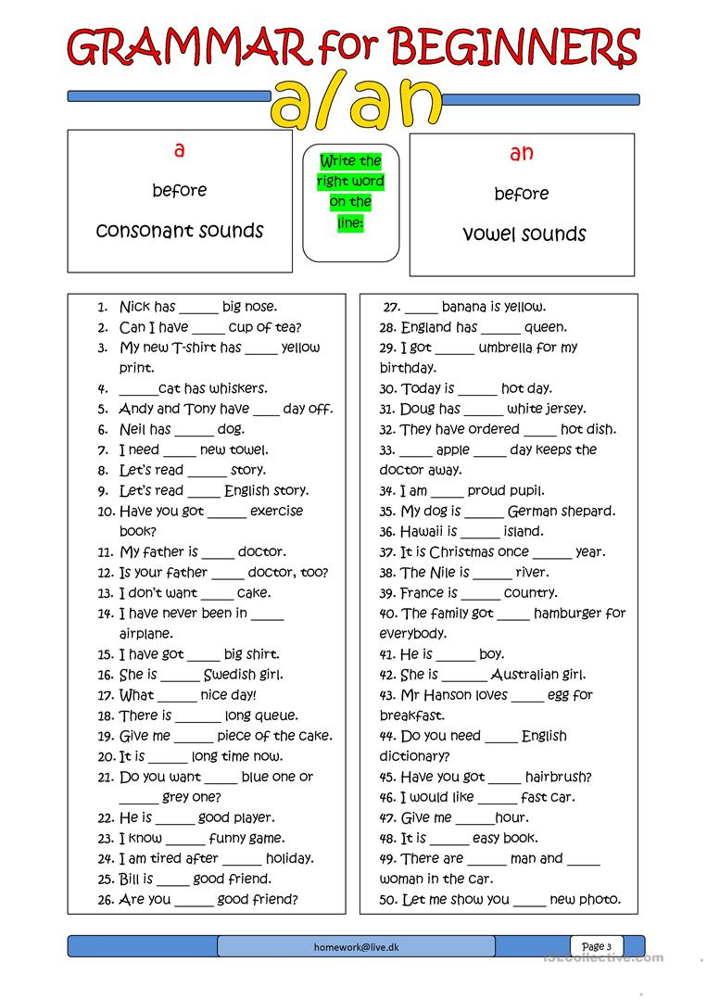 GRAMMAR for BEGINNERS
a/an
a
before
consonant sounds
Write the
right word
on the
line:
an
before
vowel sounds
1. Nick has ______ big nose.
2. Can I have _____ cup of tea?
3. My new T-shirt has _____ yellow
print.
4. ______cat has whiskers.
5. Andy and Tony have ____ day off.
6. Neil has ______ dog.
7. I need _____ new towel.
8. Let's read ______ story.
9. Let's read _____ English story.
10. Have you got ______ exercise
book?
11. My father is _____ doctor.
12. Is your father _____ doctor, too?
13. I don't want _____ cake.
14. I have never been in _____
airplane.
15. I have got _____ big shirt.
16. She is ______ Swedish girl.
17. What ______ nice day!
18. There is _______ long queue.
19. Give me ______ piece of the cake.
20. It is ______ long time now.
21. Do you want _____ blue one or
______ grey one?
22. He is ______ good player.
23. I know _______ funny game.
24. I am tired after ______ holiday.
25. Bill is _____ good friend.
26. Are you ______ good friend?
27. _____ banana is yellow.
28. England has ______ queen.
29. I got ______ umbrella for my
birthday.
30. Today is ______ hot day.
31. Doug has ______ white jersey.
32. They have ordered _____ hot dish.
33. _____ apple _____ day keeps the
doctor away.
34. I am _____ proud pupil.
35. My dog is ______ German shepard.
36. Hawaii is ______ island.
37. It is Christmas once ______ year.
38. The Nile is ______ river.
39. France is ______ country.
40. The family got _____ hamburger for
everybody.
41. He is ______ boy.
42. She is _______ Australian girl.
43. Mr Hanson loves _____ egg for
breakfast.
44. Do you need _____ English
dictionary?
45. Have you got _____ hairbrush?
46. I would like ______ fast car.
47. Give me ______hour.
48. It is ______ easy book.
49. There are ______ man and _____
woman in the car.
50. Let me show you _____ new photo.
homework@live.dk
Page 3
iSLcollective.com